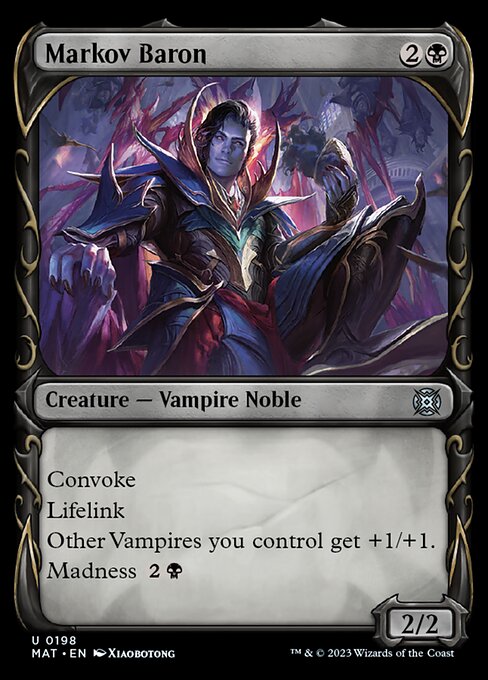 Markov Baron 2
Creature — Vampire Noble
Convoke
Lifelink
Other Vampires you control get +1/+1.
Madness 2
2/2
U 0198
MAT • EN XIAOBOTONG
™ & © 2023 Wizards of the Coast